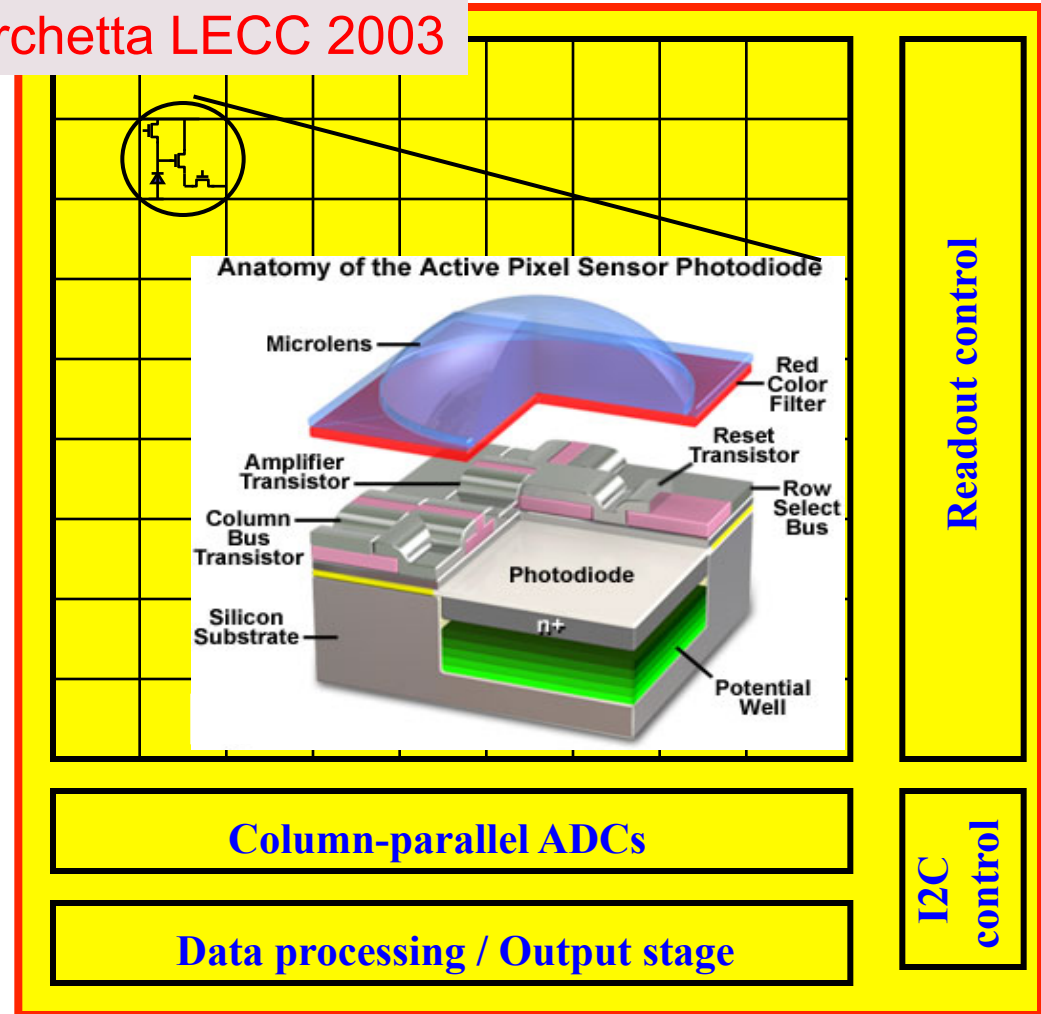 rchetta LECC 2003
Anatomy of the Active Pixel Sensor Photodiode
Microlens
Red
Color
Filter
Reset
Transistor
Amplifier
Transistor
Row
Select
Bus
Column
Bus
Transistor
Photodiode
n+
Silicon
Substrate
Potential
Well
Readout control
Column-parallel ADCs
I2C
control
Data processing / Output stage